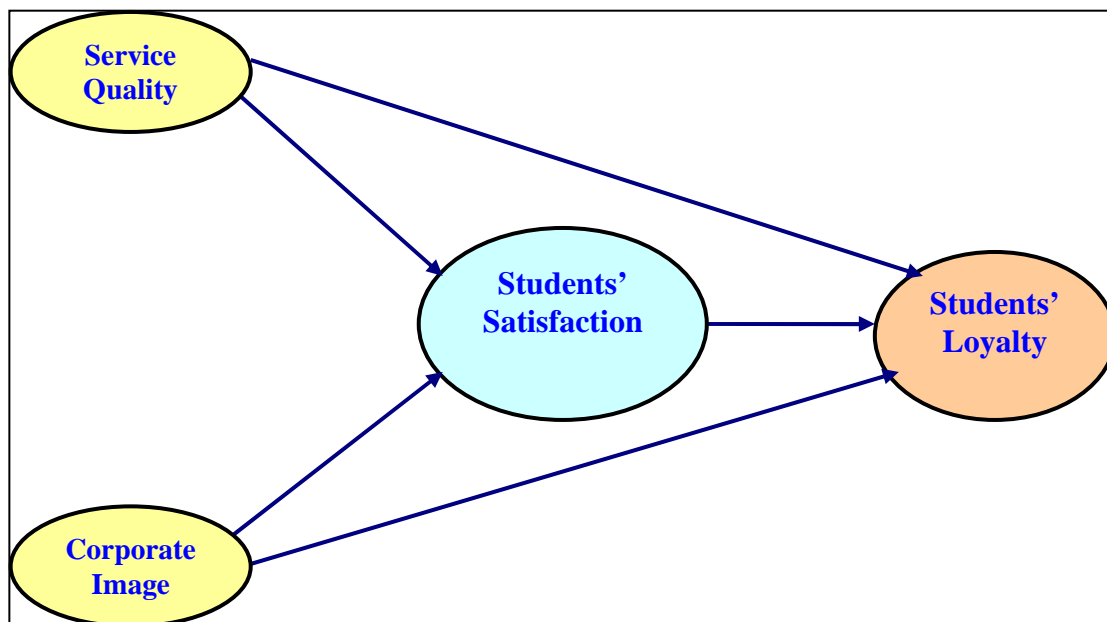 Service
Quality
Students’
Satisfaction
Students’
Loyalty
Corporate
Image